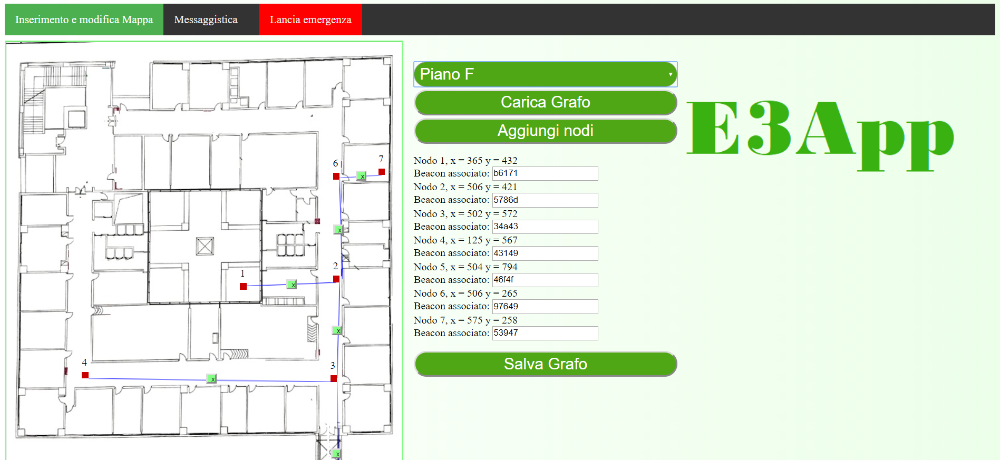 Inserimento e modifica Mappa
Messaggistica
Lancia emergenza
Piano F
Carica Grafo
Aggiungi nodi
E3App
Nodo 1, x = 365 y = 432
Beacon associato: b6171
Nodo 2, x = 506 y = 421
Beacon associato: 5786d
Nodo 3, x = 502 y = 572
Beacon associato: 34a43
Nodo 4, x = 125 y = 567
Beacon associato: 43149
Nodo 5, x = 504 y = 794
Beacon associato: 46f4f
Nodo 6, x = 506 y = 265
Beacon associato: 97649
Nodo 7, x = 575 y = 258
Beacon associato: 53947
Salva Grafo
6
7
x
x
1
2
x
x
4
3
x
x